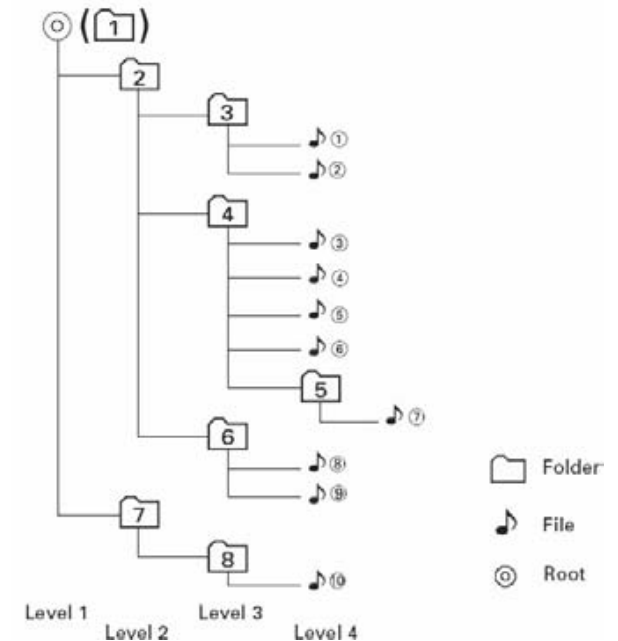 (1)
2
3
①
②
4
③
④
⑤
⑥
5
⑦
6
⑧
⑨
7
8
⑩
Folder
File
Root
Level 1
Level 2
Level 3
Level 4